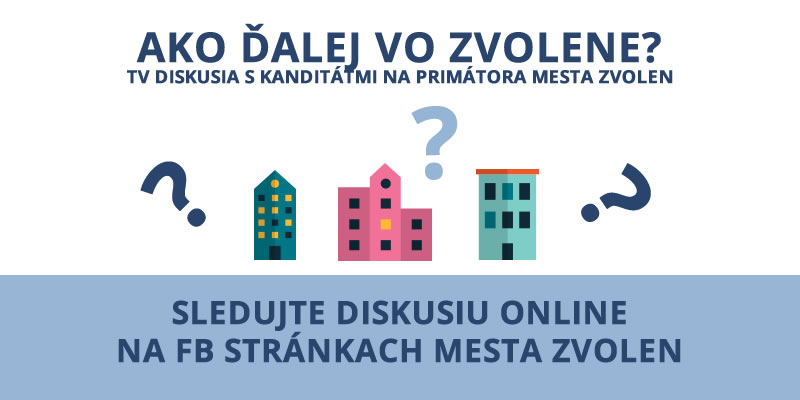 AKO ĎALEJ VO ZVOLENE?
TV DISKUSIA S KANDITÁTMI NA PRIMÁTORA MESTA ZVOLEN
?
? ?
SLEDUJTE DISKUSIU ONLINE
NA FB STRÁNKACH MESTA ZVOLEN